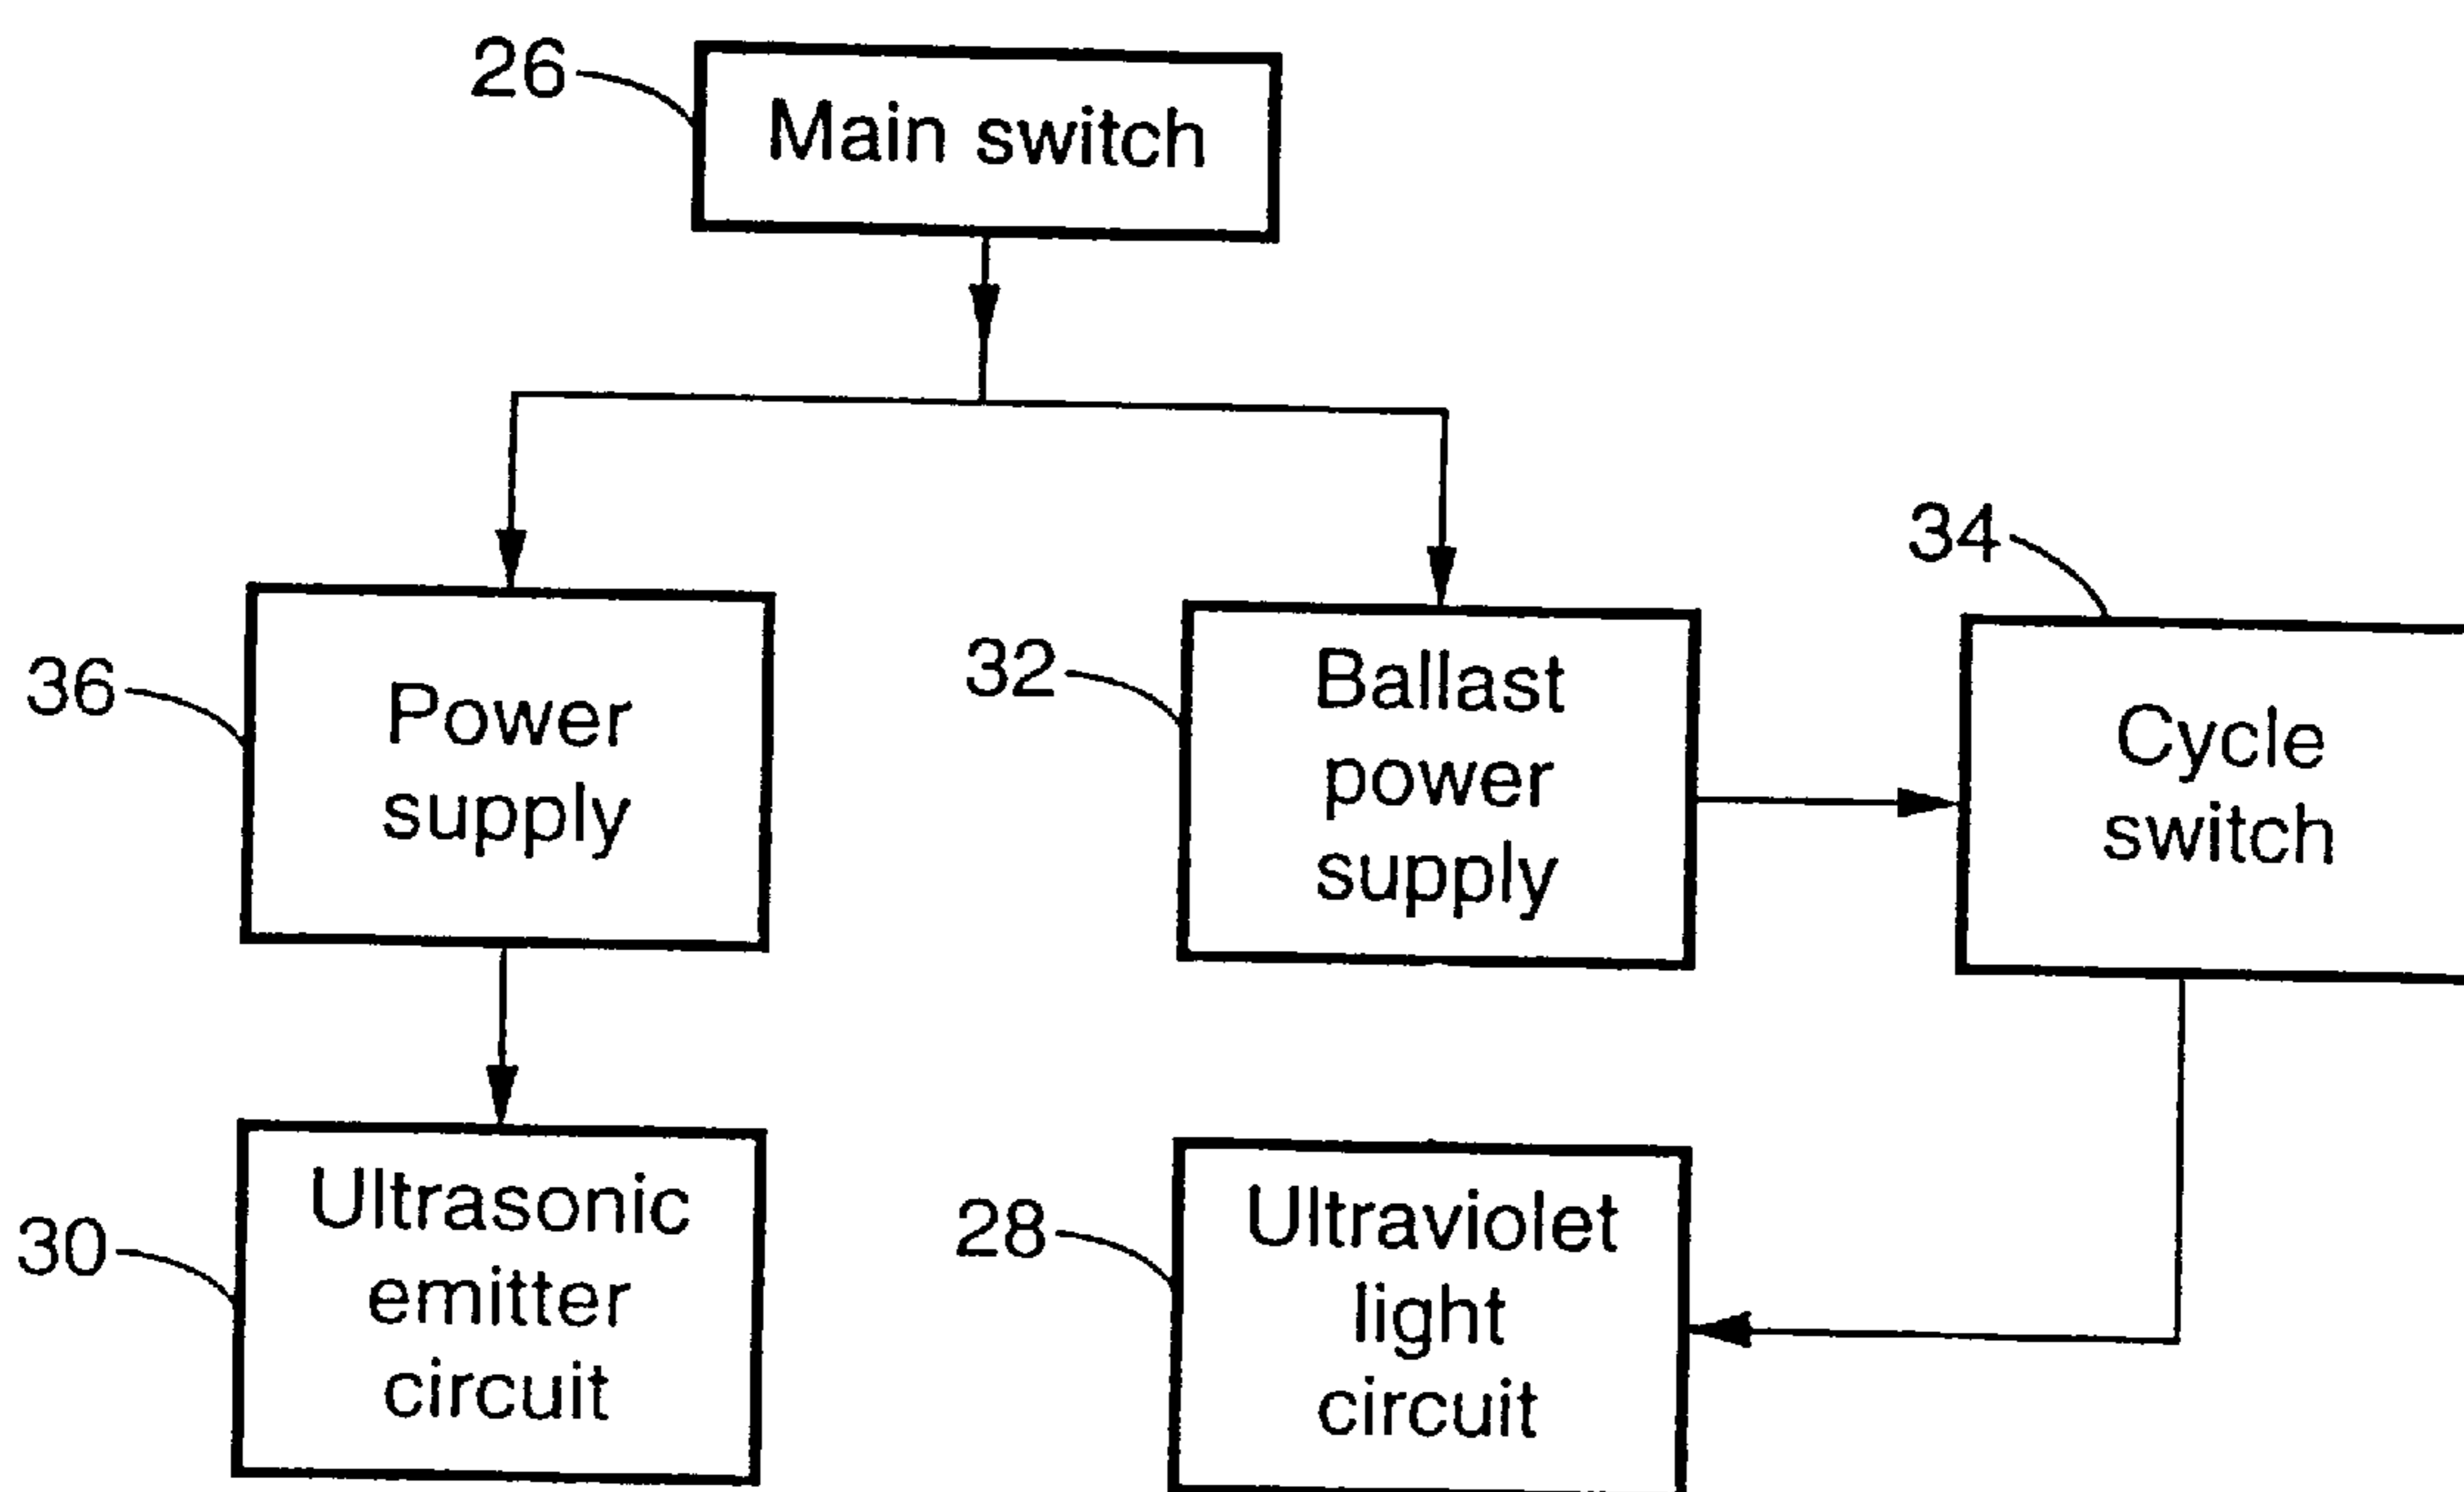 26
Main switch
34
36
Power
supply
32
Ballast
power
supply
Cycle
switch
30
Ultrasonic
emitter
circuit
28
Ultraviolet
light
circuit